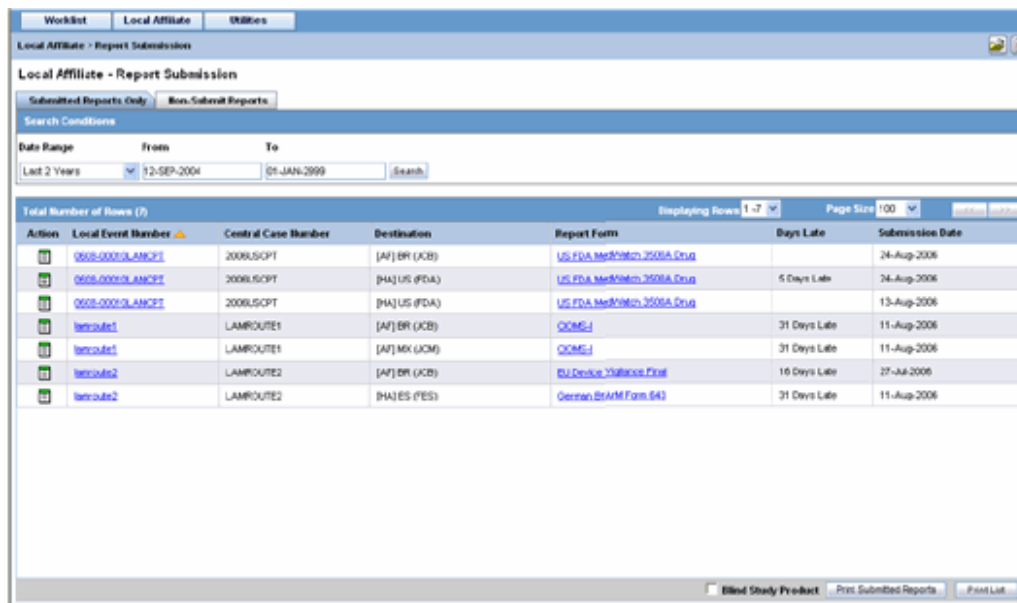 Worklist Local Affiliate Utilities
Local Affiliate > Report Submission
Local Affiliate - Report Submission
Submitted Reports Only Non-Submit Reports
Search Conditions
Date Range From To
Last 2 Years 12-SEP-2004 01-JAN-2999 Search
Total Number of Rows (7) Displaying Rows 1 -7 Page Size 100
Action Local Event Number Central Case Number Destination Report Form Days Late Submission Date
0608-00010LAMCPT 2006USCPT [AF] BR (JCB) US FDA MedWatch 3500A Drug 24-Aug-2006
0608-00010LAMCPT 2006USCPT [HA] US (FDA) US FDA MedWatch 3500A Drug 5 Days Late 24-Aug-2006
0608-00010LAMCPT 2006USCPT [HA] US (FDA) US FDA MedWatch 3500A Drug 13-Aug-2006
lamroute1 LAMROUTE1 [AF] BR (JCB) CIOMS-I 31 Days Late 11-Aug-2006
lamroute1 LAMROUTE1 [AF] MX (JCM) CIOMS-I 31 Days Late 11-Aug-2006
lamroute2 LAMROUTE2 [AF] BR (JCB) EU Device Vigilance Final 16 Days Late 27-Jul-2006
lamroute2 LAMROUTE2 [HA] ES (FES) German BfArM Form 643 31 Days Late 11-Aug-2006
Blind Study Product Print Submitted Reports Print List